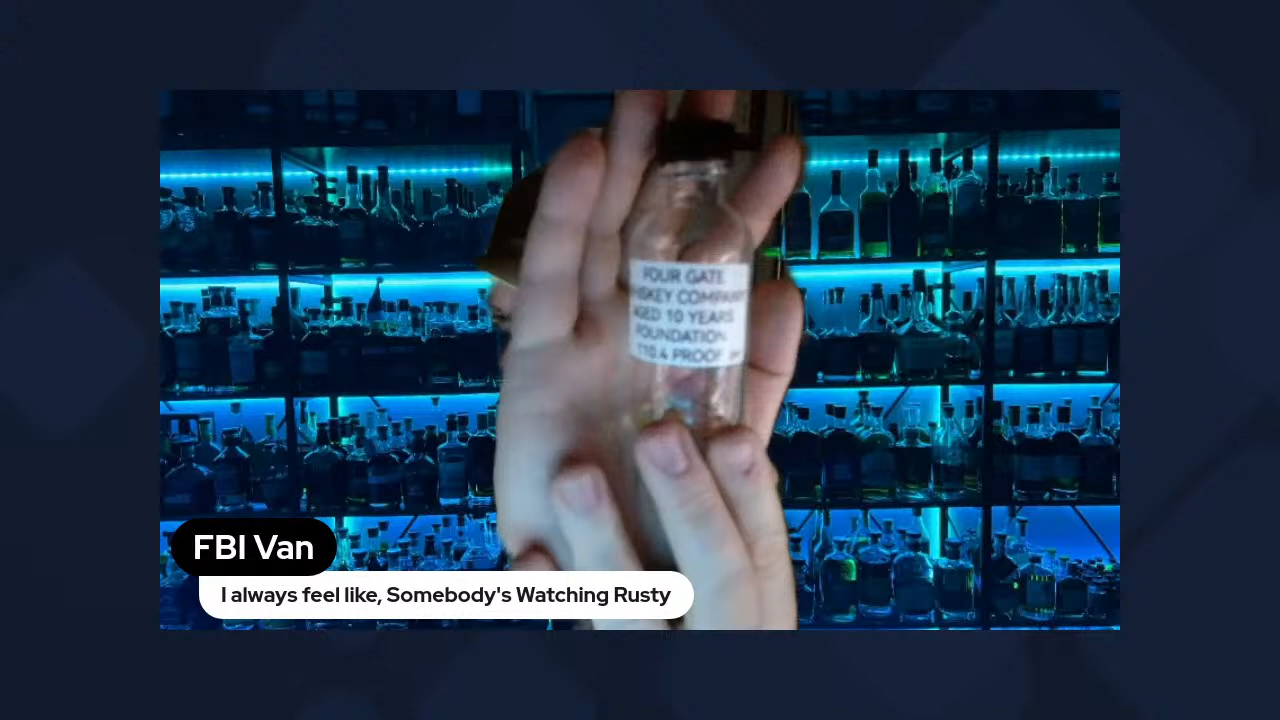 FOUR GATE
COMPANY
AGED 10 YEARS
FOUNDATION
110.4 PROOF
FBI Van
I always feel like, Somebody's Watching Rusty